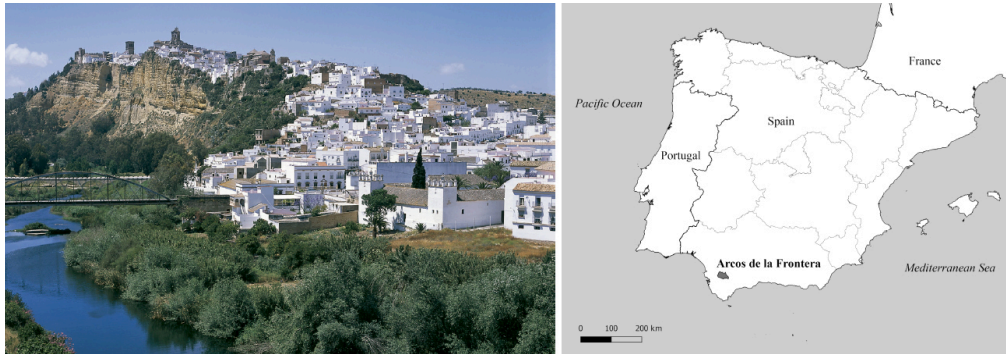 France
Pacific Ocean
Spain
Portugal
Arcos de la Frontera
Mediterranean Sea
0 100 200 km